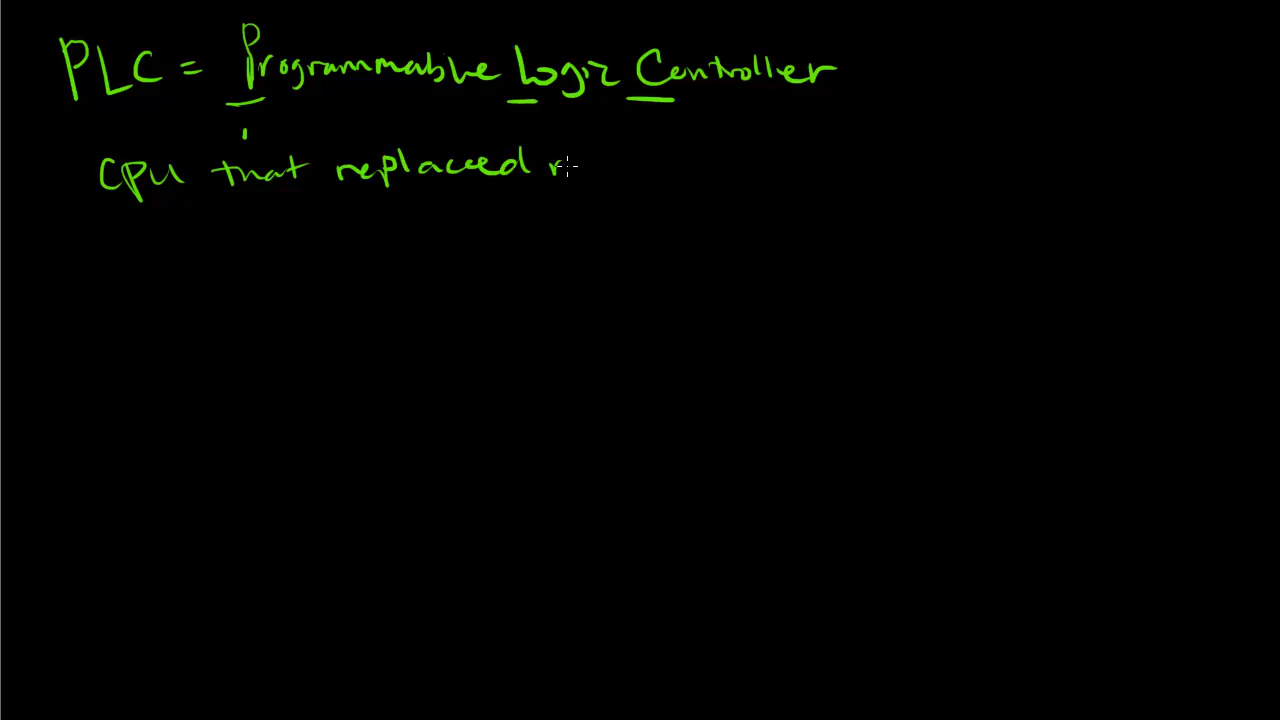 PLC = Programmable Logic Controller
CPU that replaced r